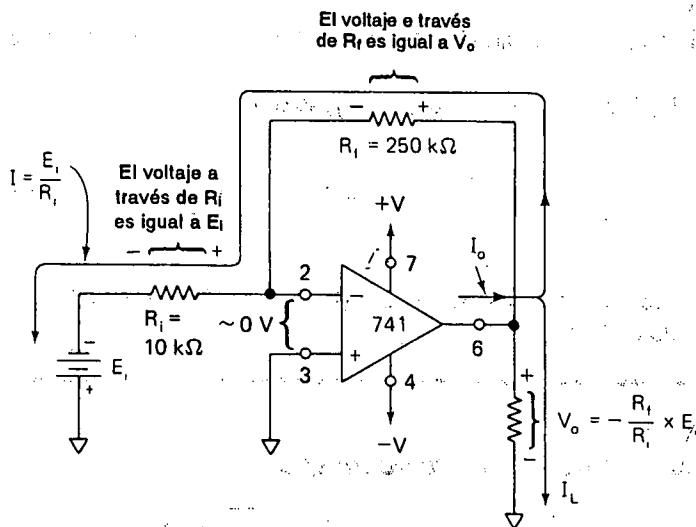 El voltaje e través
de Rf es igual a Vo
− +
Rf = 250 kΩ
I = Ei/Ri
El voltaje a
través de Ri
es igual a Ei
− +
+V
7
Io
2
−
Ri =
10 kΩ
~0 V
741
6
3
+
4
−
Ei
+
−V
+
−
Vo = − Rf/Ri × Ei
IL